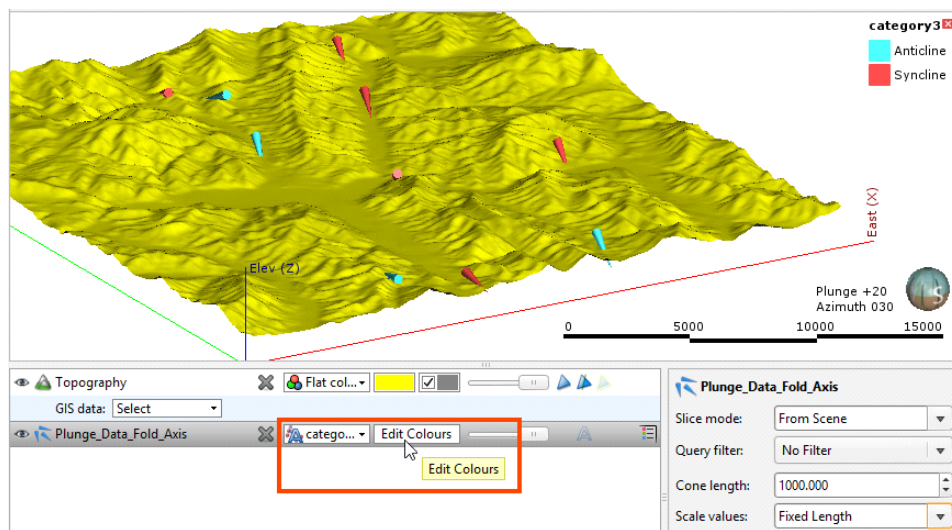 category3
Anticline
Syncline
East (X)
Elev (Z)
Plunge +20
Azimuth 030
0 5000 10000 15000
Topography Flat col...
GIS data: Select
Plunge_Data_Fold_Axis catego... Edit Colours
Edit Colours
Plunge_Data_Fold_Axis
Slice mode: From Scene
Query filter: No Filter
Cone length: 1000.000
Scale values: Fixed Length